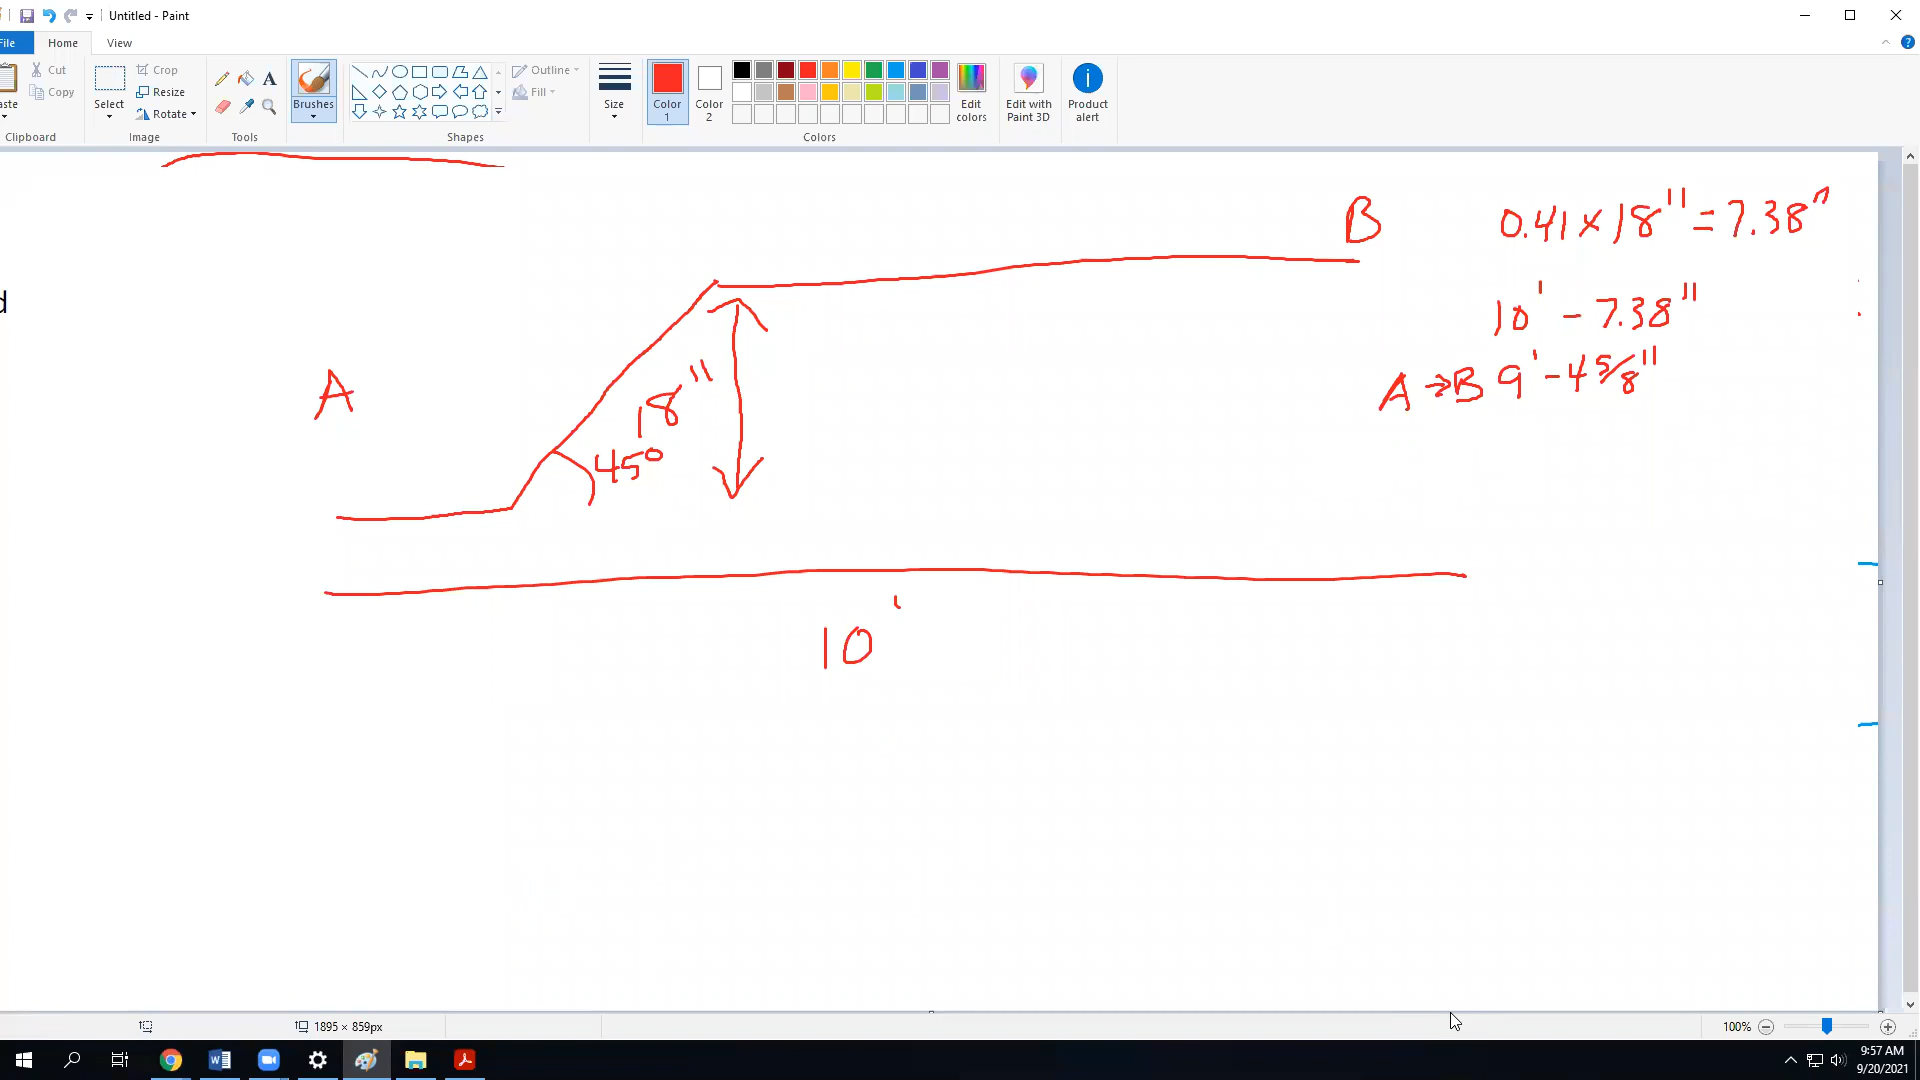 Untitled - Paint
File
Home
View
Cut
Copy
Clipboard
Select
Crop
Resize
Rotate
Image
Tools
Brushes
Outline
Fill
Shapes
Size
Color 1
Color 2
Edit colors
Colors
Edit with Paint 3D
Product alert
d
B
0.41 x 18" = 7.38"
10' - 7.38"
A → B 9' - 4 5/8"
A
18"
45°
10'
1895 × 859px
100%
9:57 AM
9/20/2021